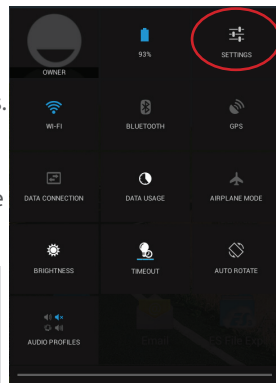 OWNER
93%
SETTINGS
s.
WI-FI
BLUETOOTH
GPS
e
DATA CONNECTION
DATA USAGE
AIRPLANE MODE
BRIGHTNESS
TIMEOUT
AUTO ROTATE
AUDIO PROFILES
Email